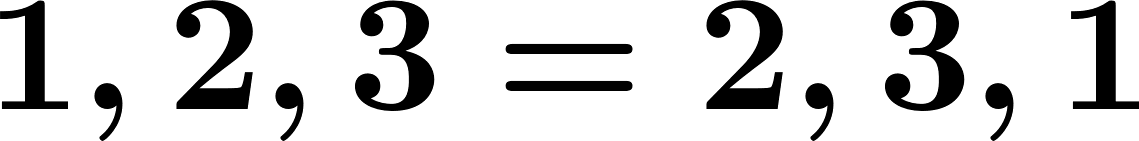 1, 2, 3 = 2, 3, 1